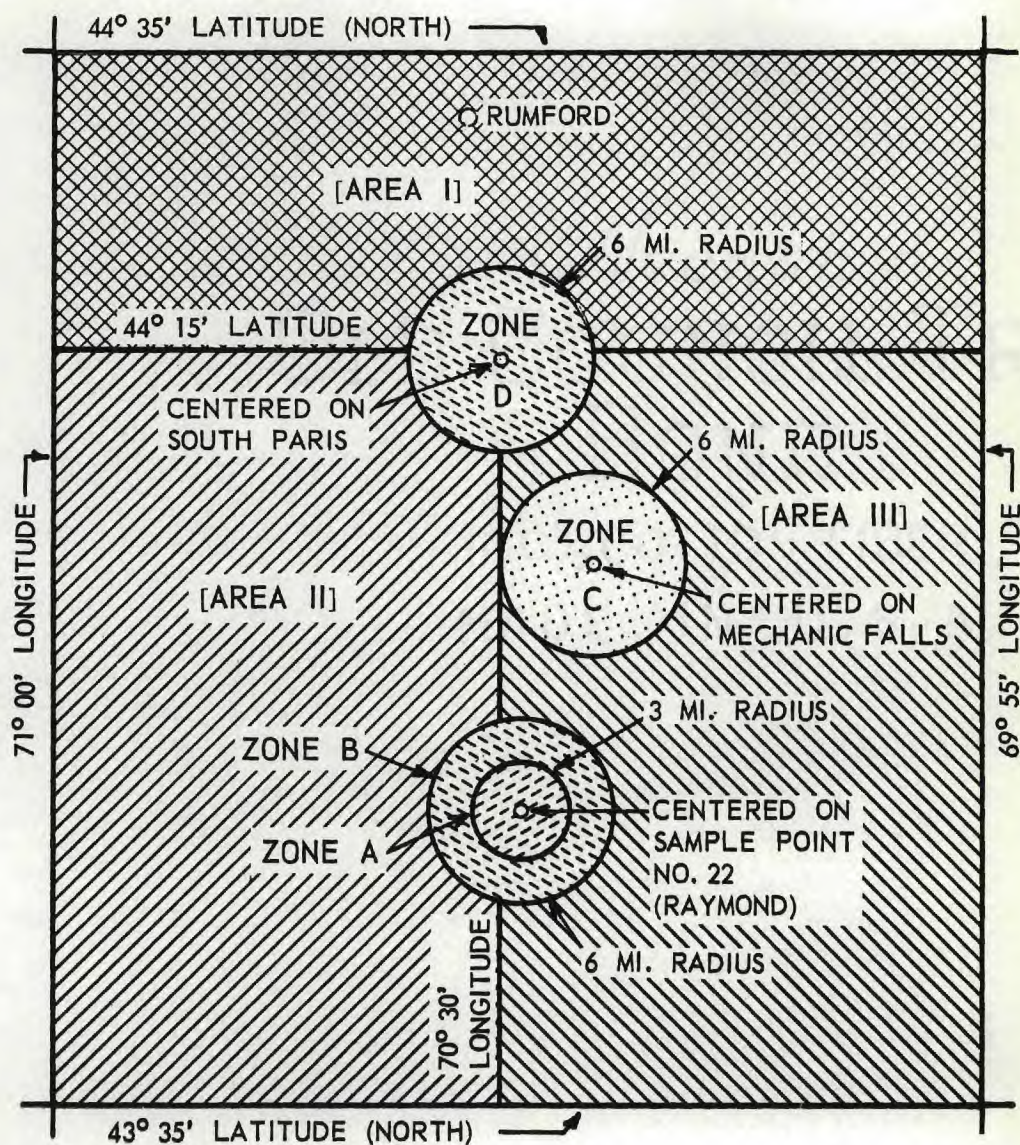 44° 35' LATITUDE (NORTH)
RUMFORD
[AREA I]
6 MI. RADIUS
44° 15' LATITUDE
ZONE
D
CENTERED ON
SOUTH PARIS
6 MI. RADIUS
[AREA III]
ZONE
C
71° 00' LONGITUDE
69° 55' LONGITUDE
[AREA II]
CENTERED ON
MECHANIC FALLS
3 MI. RADIUS
ZONE B
ZONE A
CENTERED ON
SAMPLE POINT
NO. 22
(RAYMOND)
70° 30'
LONGITUDE
6 MI. RADIUS
43° 35' LATITUDE (NORTH)